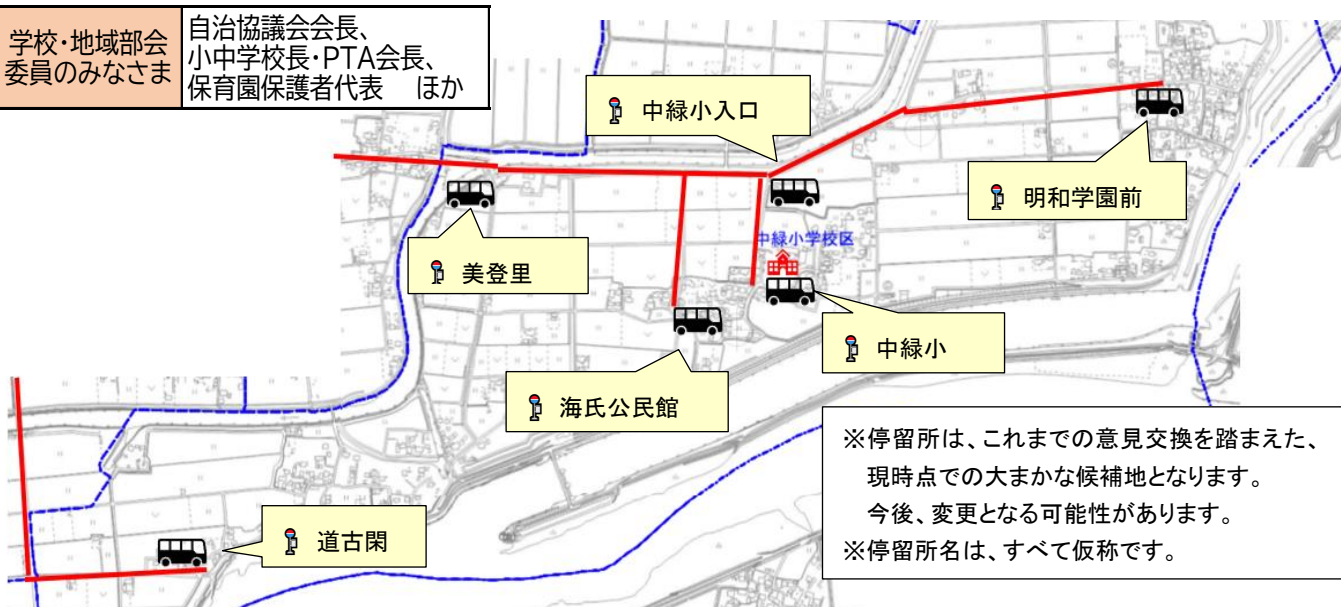 学校・地域部会
委員のみなさま
自治協議会会長、
小中学校長・PTA会長、
保育園保護者代表　ほか
中緑小入口
明和学園前
美登里
中緑小学校区
中緑小
海氏公民館
道古閑
※停留所は、これまでの意見交換を踏まえた、
現時点での大まかな候補地となります。
今後、変更となる可能性があります。
※停留所名は、すべて仮称です。